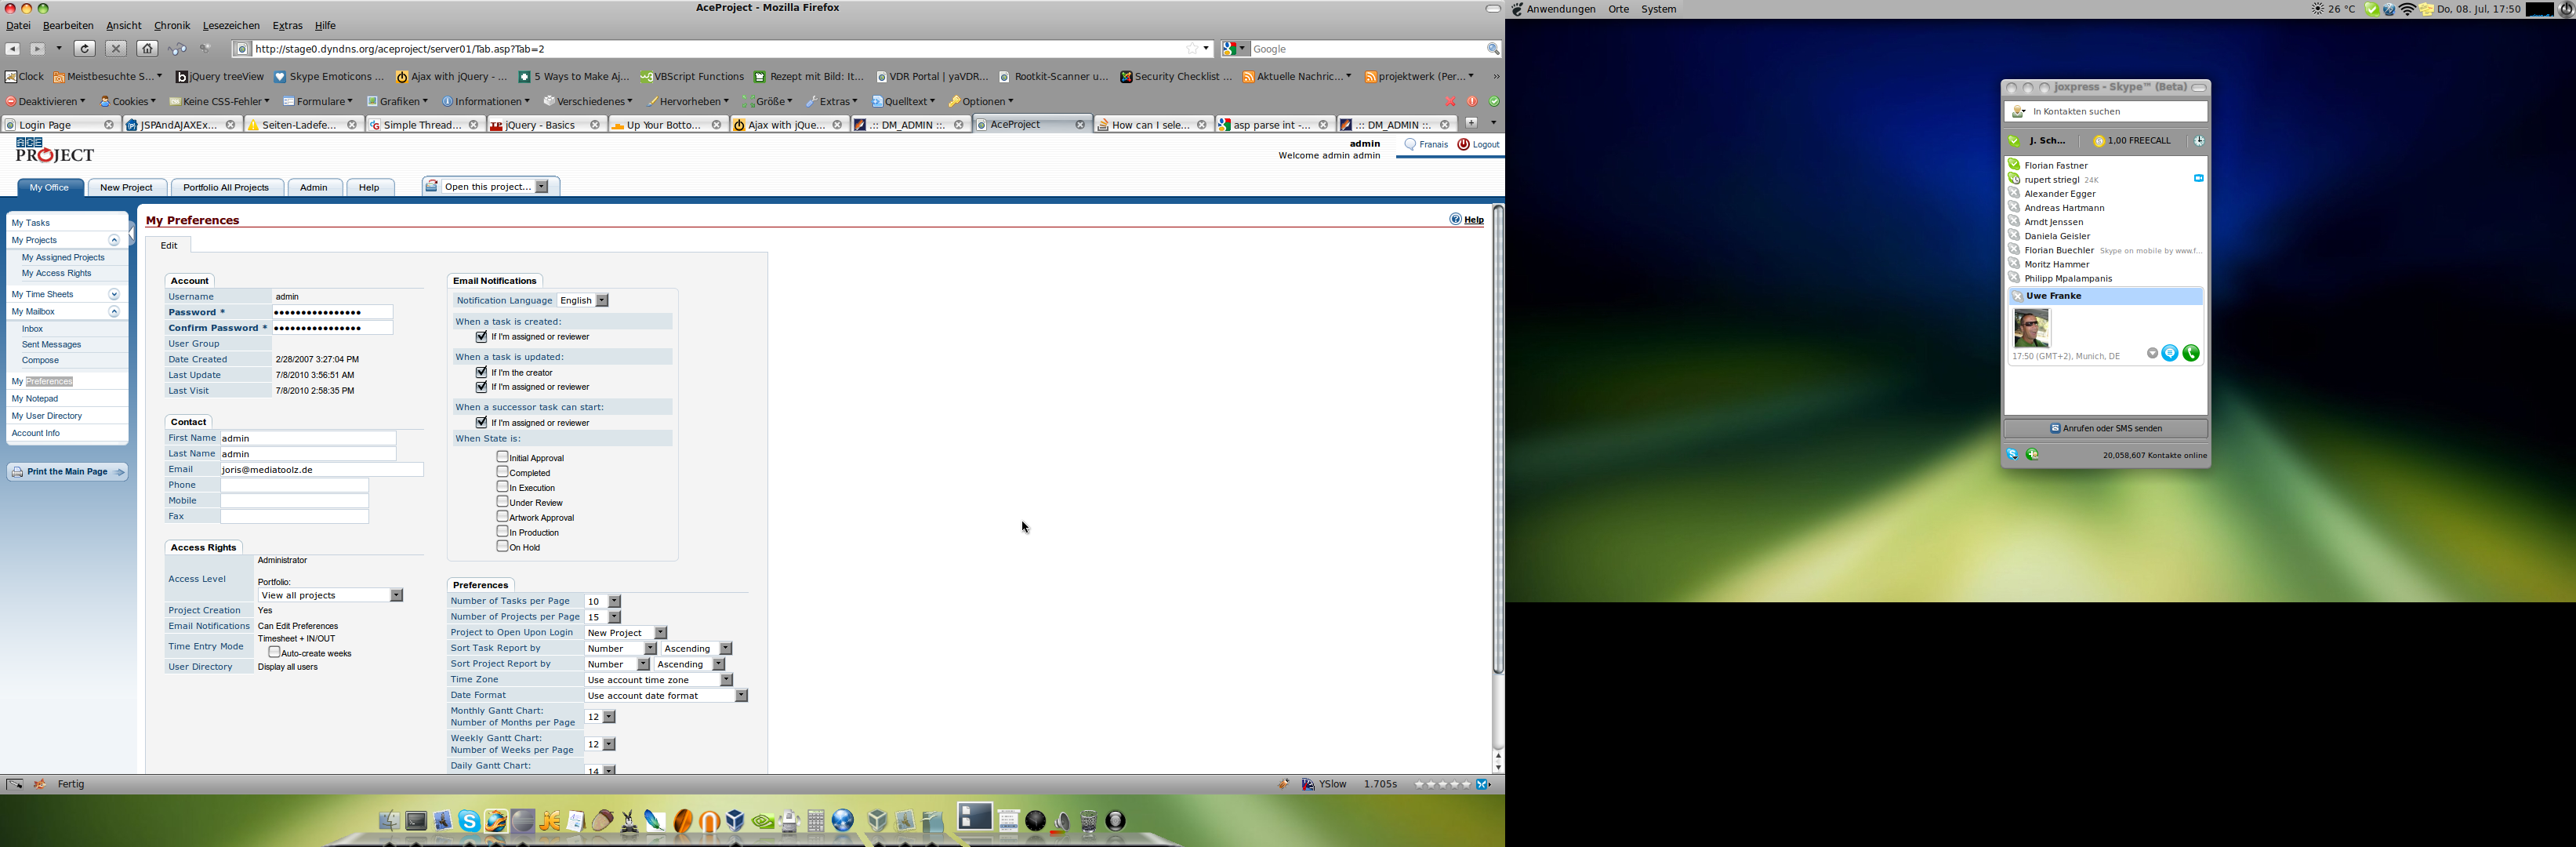 AceProject - Mozilla Firefox
Datei Bearbeiten Ansicht Chronik Lesezeichen Extras Hilfe
http://stage0.dyndns.org/aceproject/server01/Tab.asp?Tab=2
Google
Clock Meistbesuchte S... jQuery treeView Skype Emoticons ... Ajax with jQuery - ... 5 Ways to Make Aj... VBScript Functions Rezept mit Bild: It... VDR Portal | yaVDR... Rootkit-Scanner u... Security Checklist ... Aktuelle Nachric... projektwerk (Per... »
Deaktivieren Cookies Keine CSS-Fehler Formulare Grafiken Informationen Verschiedenes Hervorheben Größe Extras Quelltext Optionen
Login Page JSPAndAJAXEx... Seiten-Ladefe... Simple Thread... jQuery - Basics Up Your Botto... Ajax with jQue... .:: DM_ADMIN ::. AceProject How can I sele... asp parse int -... .:: DM_ADMIN ::.
ACE PROJECT
admin
Welcome admin admin
Franais Logout
My Office New Project Portfolio All Projects Admin Help Open this project...
My Tasks
My Projects
My Assigned Projects
My Access Rights
My Time Sheets
My Mailbox
Inbox
Sent Messages
Compose
My Preferences
My Notepad
My User Directory
Account Info
Print the Main Page
My Preferences
Help
Edit
Account
Username admin
Password * ●●●●●●●●●●●●●●●●
Confirm Password * ●●●●●●●●●●●●●●●●
User Group
Date Created 2/28/2007 3:27:04 PM
Last Update 7/8/2010 3:56:51 AM
Last Visit 7/8/2010 2:58:35 PM
Contact
First Name admin
Last Name admin
Email joris@mediatoolz.de
Phone
Mobile
Fax
Access Rights
Access Level Administrator
Portfolio:
View all projects
Project Creation Yes
Email Notifications Can Edit Preferences
Time Entry Mode Timesheet + IN/OUT
Auto-create weeks
User Directory Display all users
Email Notifications
Notification Language English
When a task is created:
If I'm assigned or reviewer
When a task is updated:
If I'm the creator
If I'm assigned or reviewer
When a successor task can start:
If I'm assigned or reviewer
When State is:
Initial Approval
Completed
In Execution
Under Review
Artwork Approval
In Production
On Hold
Preferences
Number of Tasks per Page 10
Number of Projects per Page 15
Project to Open Upon Login New Project
Sort Task Report by Number Ascending
Sort Project Report by Number Ascending
Time Zone Use account time zone
Date Format Use account date format
Monthly Gantt Chart:
Number of Months per Page 12
Weekly Gantt Chart:
Number of Weeks per Page 12
Daily Gantt Chart: 14
Fertig
YSlow 1.705s
Anwendungen Orte System
26 °C Do, 08. Jul, 17:50
joxpress - Skype™ (Beta)
In Kontakten suchen
J. Sch... 1,00 FREECALL
Florian Fastner
rupert striegl 24K
Alexander Egger
Andreas Hartmann
Arndt Jenssen
Daniela Geisler
Florian Buechler Skype on mobile by www.f...
Moritz Hammer
Philipp Mpalampanis
Uwe Franke
17:50 (GMT+2), Munich, DE
Anrufen oder SMS senden
20,058,607 Kontakte online